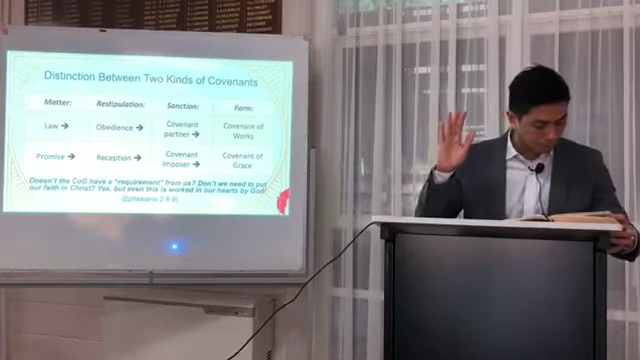 Distinction Between Two Kinds of Covenants
Matter: Restipulation: Sanction: Form:
Law → Obedience → Covenant partner → Covenant of Works
Promise → Reception → Covenant Imposer → Covenant of Grace
Doesn't the CoG have a "requirement" from us? Don't we need to put
our faith in Christ? Yes, but even this is worked in our hearts by God!
(Ephesians 2:8-9)